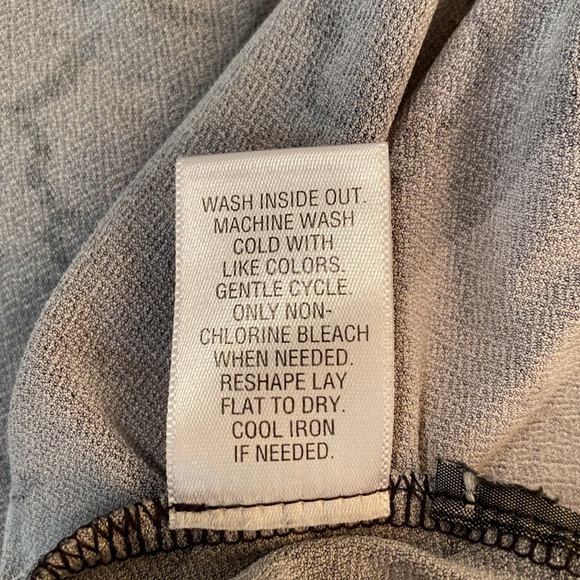 WASH INSIDE OUT.
MACHINE WASH
COLD WITH
LIKE COLORS.
GENTLE CYCLE.
ONLY NON-
CHLORINE BLEACH
WHEN NEEDED.
RESHAPE LAY
FLAT TO DRY.
COOL IRON
IF NEEDED.